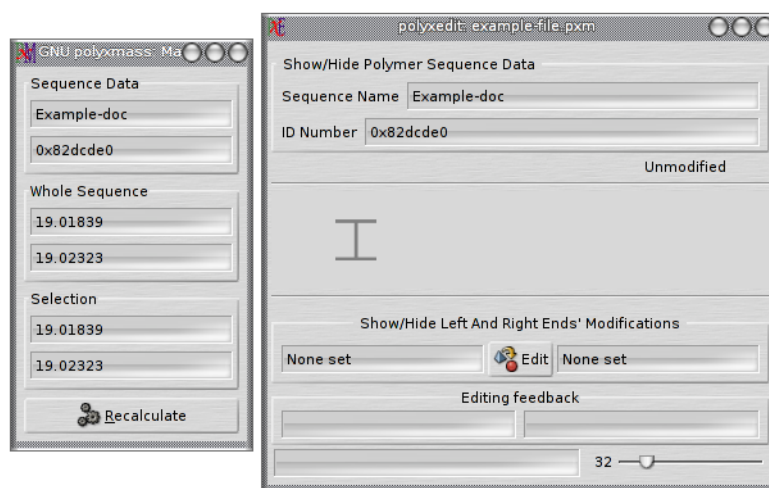 GNU polyxmass: Ma
Sequence Data
Example-doc
0x82dcde0
Whole Sequence
19.01839
19.02323
Selection
19.01839
19.02323
Recalculate
polyxedit: example-file.pxm
Show/Hide Polymer Sequence Data
Sequence Name Example-doc
ID Number 0x82dcde0
Unmodified
Show/Hide Left And Right Ends' Modifications
None set Edit None set
Editing feedback
32